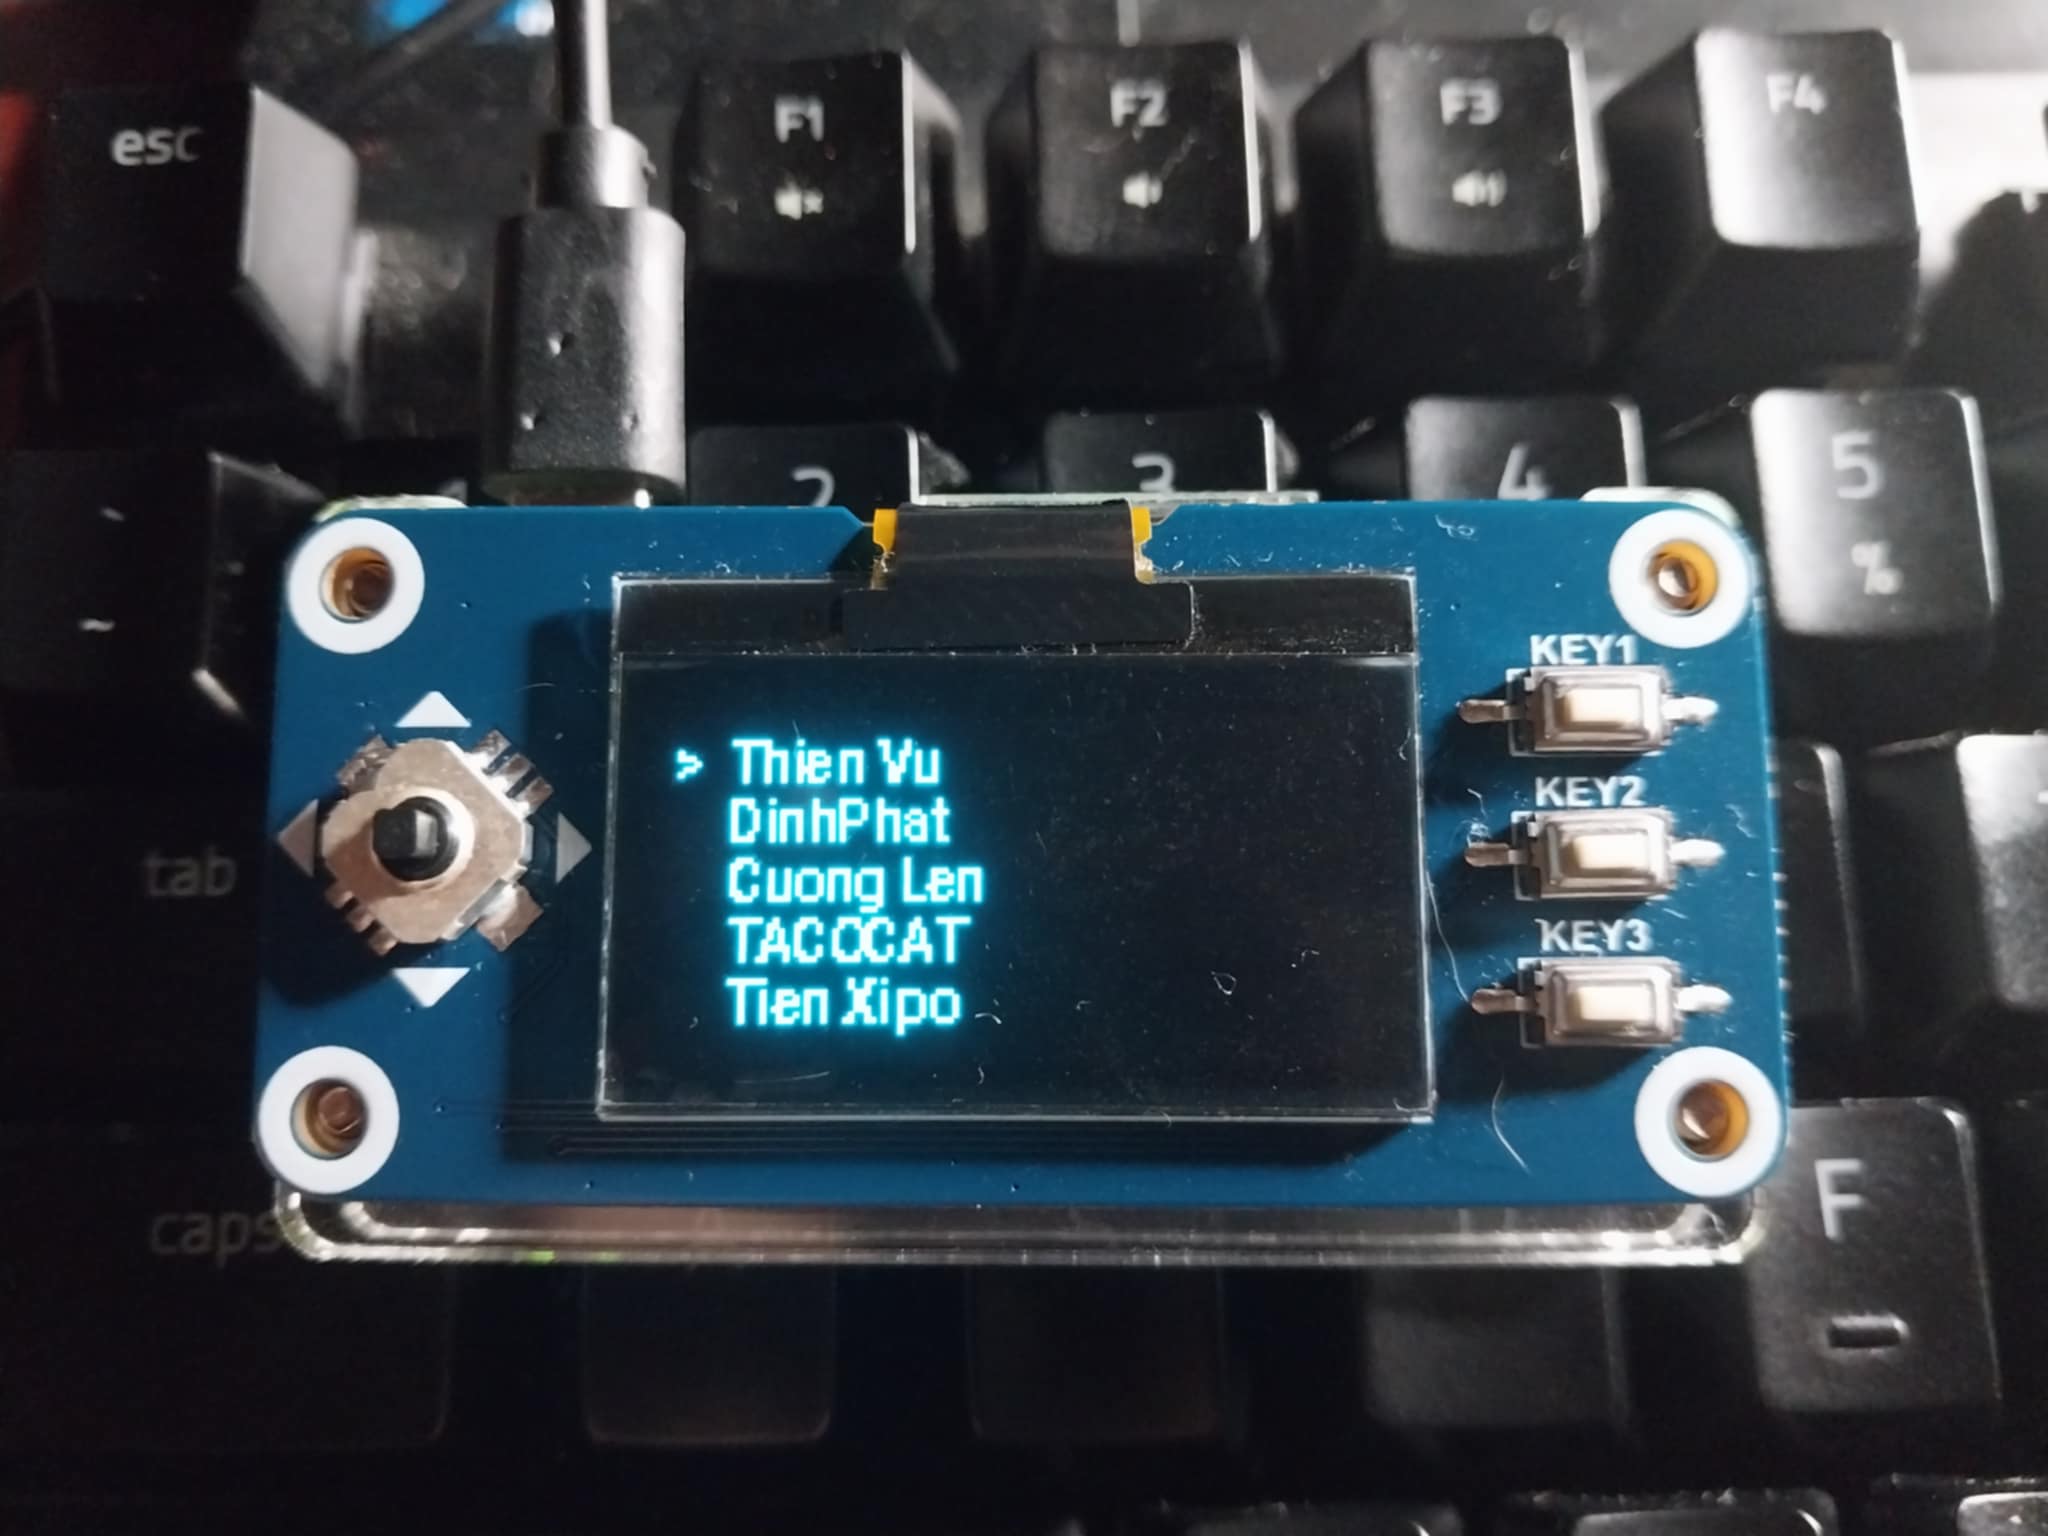 esc
F1
F2
F3
F4
2
3
4
5
%
~
KEY1
> Thien Vu
DinhPhat
KEY2
tab
Cuong Len
TACOCAT
KEY3
Tien Xipo
caps
F